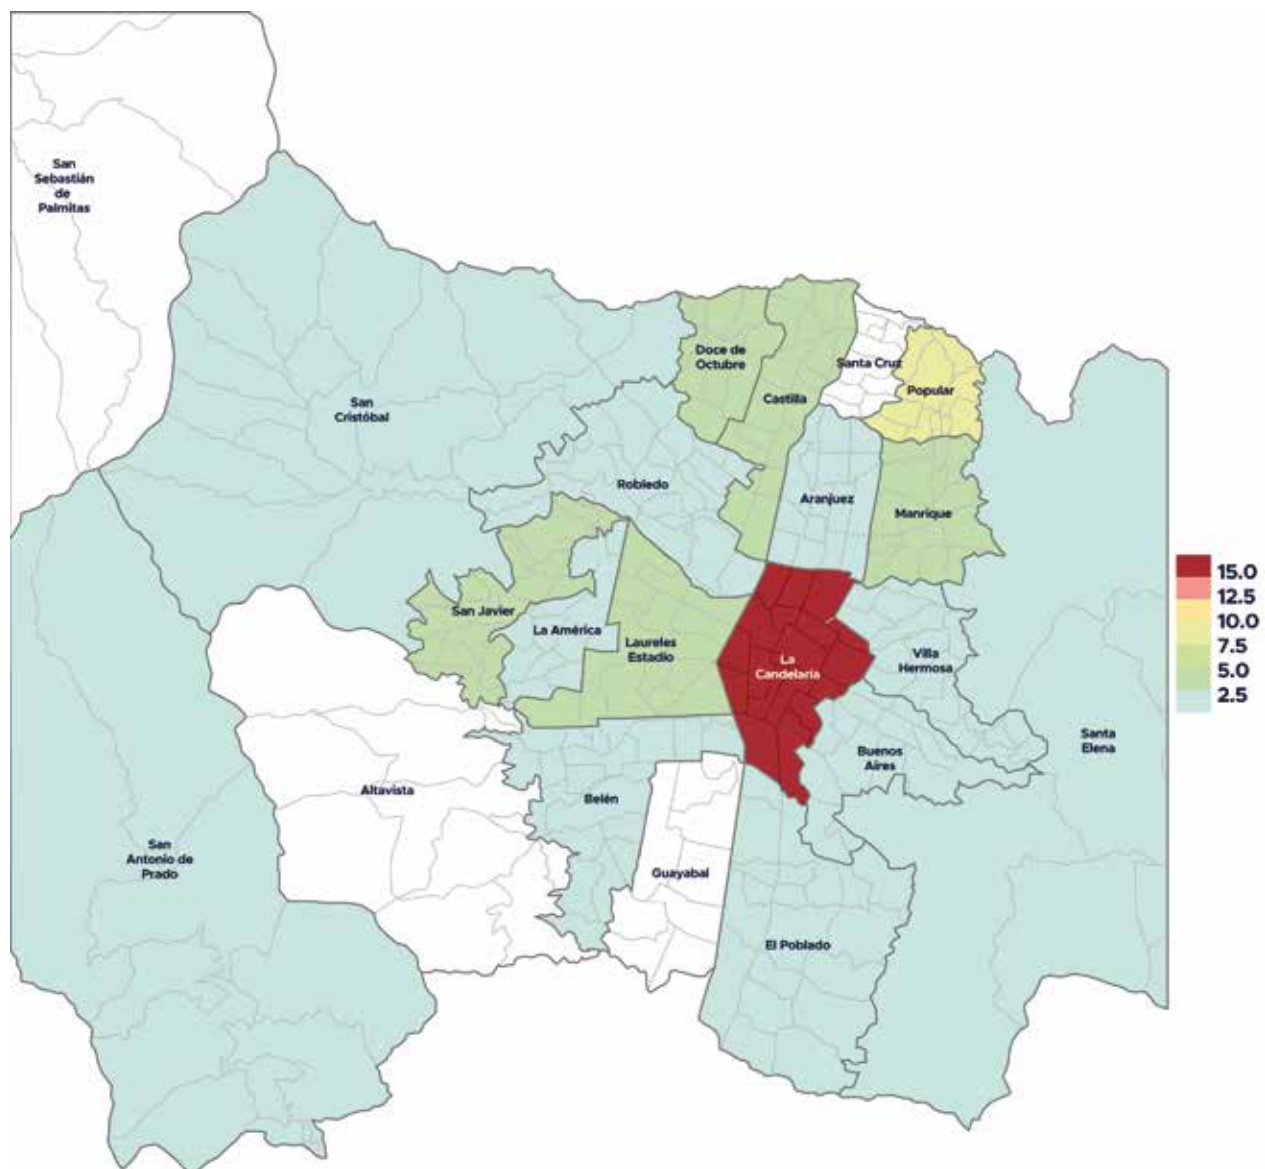 San
Sebastián
de
Palmitas
San
Cristóbal
Doce de
Octubre
Castilla
Santa Cruz
Popular
Robledo
Aranjuez
Manrique
San Javier
La América
Laureles
Estadio
La
Candelaria
Villa
Hermosa
Buenos
Aires
Santa
Elena
Altavista
Belén
San
Antonio de
Prado
Guayabal
El Poblado
15.0
12.5
10.0
7.5
5.0
2.5